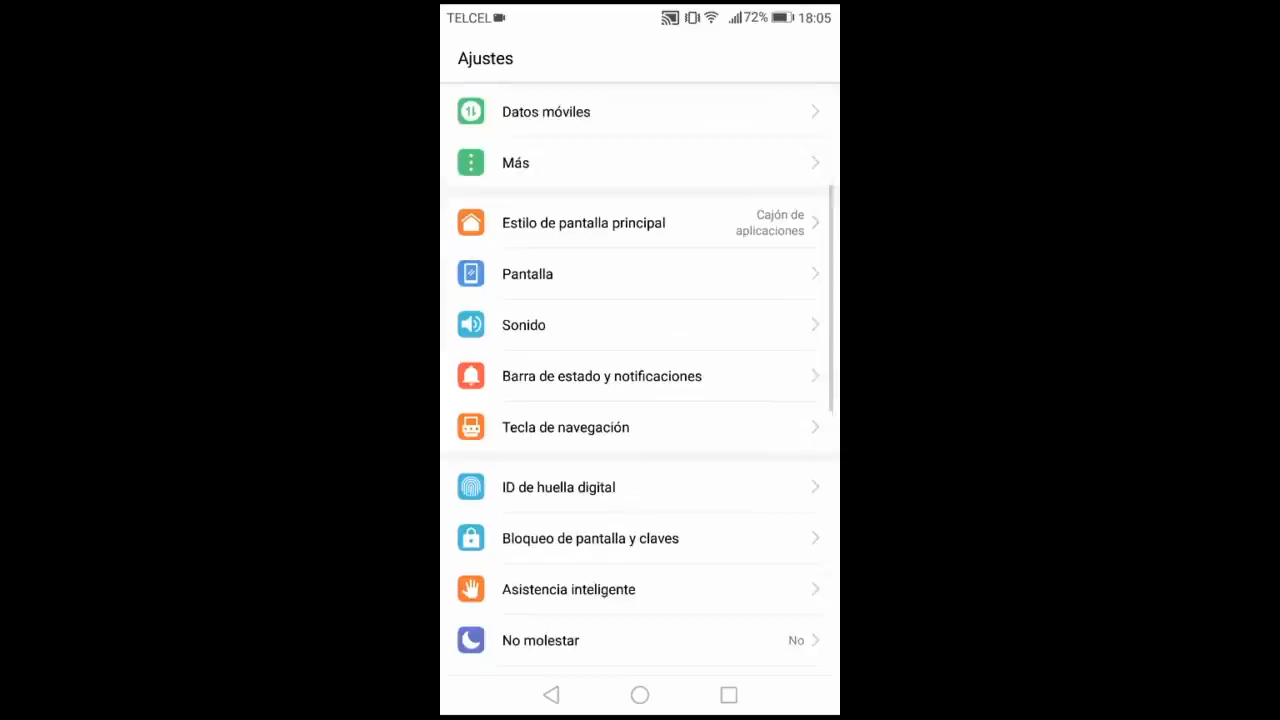 TELCEL 72% 18:05
Ajustes
Datos móviles
Más
Estilo de pantalla principal Cajón de
aplicaciones
Pantalla
Sonido
Barra de estado y notificaciones
Tecla de navegación
ID de huella digital
Bloqueo de pantalla y claves
Asistencia inteligente
No molestar No